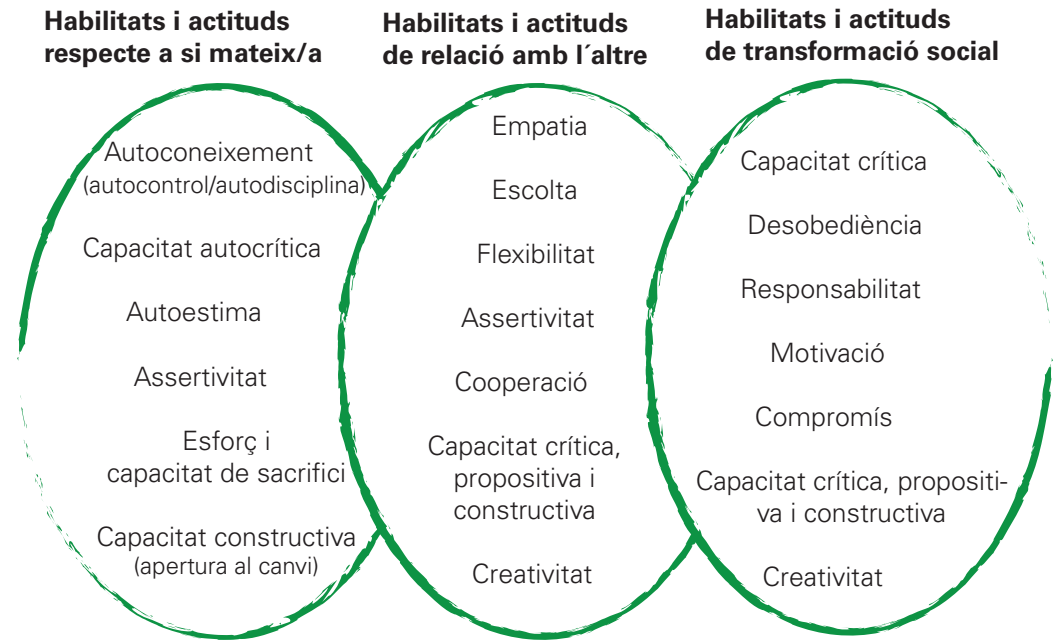 Habilitats i actituds
respecte a si mateix/a
Autoconeixement
(autocontrol/autodisciplina)
Capacitat autocrítica
Autoestima
Assertivitat
Esforç i
capacitat de sacrifici
Capacitat constructiva
(apertura al canvi)
Habilitats i actituds
de relació amb l´altre
Empatia
Escolta
Flexibilitat
Assertivitat
Cooperació
Capacitat crítica,
propositiva i
constructiva
Creativitat
Habilitats i actituds
de transformació social
Capacitat crítica
Desobediència
Responsabilitat
Motivació
Compromís
Capacitat crítica, propositi-
va i constructiva
Creativitat